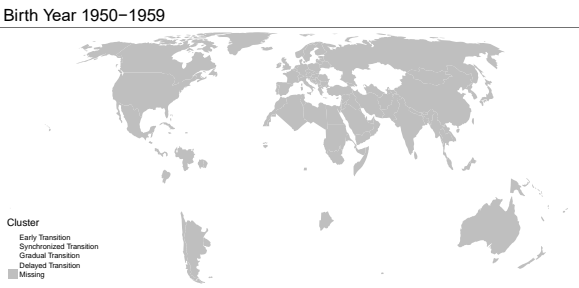 Birth Year 1950−1959
Cluster
Early Transition
Synchronized Transition
Gradual Transition
Delayed Transition
Missing